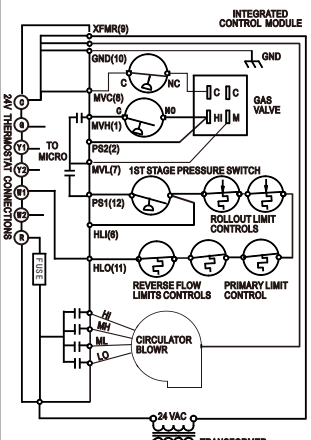 INTEGRATED
CONTROL MODULE
XFMR(9)
GND(10)
GND
C
NC
C
C
MVC(6)
GAS
VALVE
C
NO
HI
M
MVH(1)
24V THERMOSTAT CONNECTIONS
C
G
Y1
Y2
W1
W2
R
TO
MICRO
PS2(2)
MVL(7)
1ST STAGE PRESSURE SWITCH
PS1(12)
ROLLOUT LIMIT
CONTROLS
HLI(6)
HLO(11)
FUSE
REVERSE FLOW
LIMITS CONTROLS
PRIMARY LIMIT
CONTROL
HI
MH
ML
LO
CIRCULATOR
BLOWR
24 VAC
TRANSFORMER